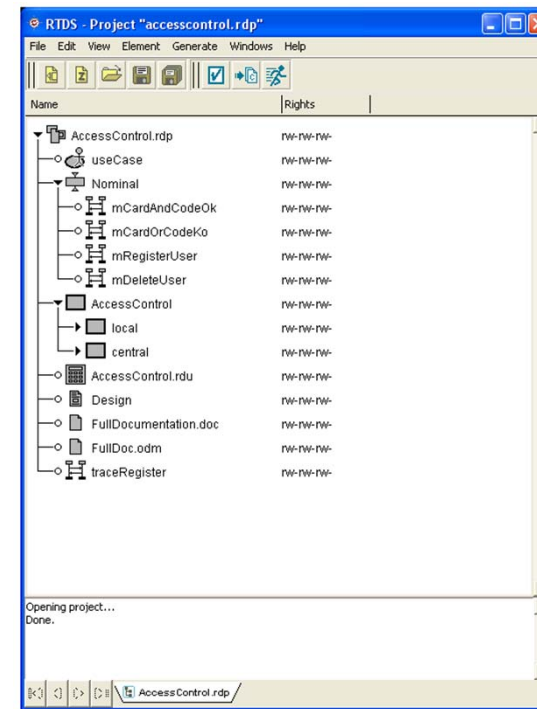 RTDS - Project "accesscontrol.rdp"
File Edit View Element Generate Windows Help
Name Rights
AccessControl.rdp rw-rw-rw-
useCase rw-rw-rw-
Nominal rw-rw-rw-
mCardAndCodeOk rw-rw-rw-
mCardOrCodeKo rw-rw-rw-
mRegisterUser rw-rw-rw-
mDeleteUser rw-rw-rw-
AccessControl rw-rw-rw-
local rw-rw-rw-
central rw-rw-rw-
AccessControl.rdu rw-rw-rw-
Design rw-rw-rw-
FullDocumentation.doc rw-rw-rw-
FullDoc.odm rw-rw-rw-
traceRegister rw-rw-rw-
Opening project...
Done.
AccessControl.rdp